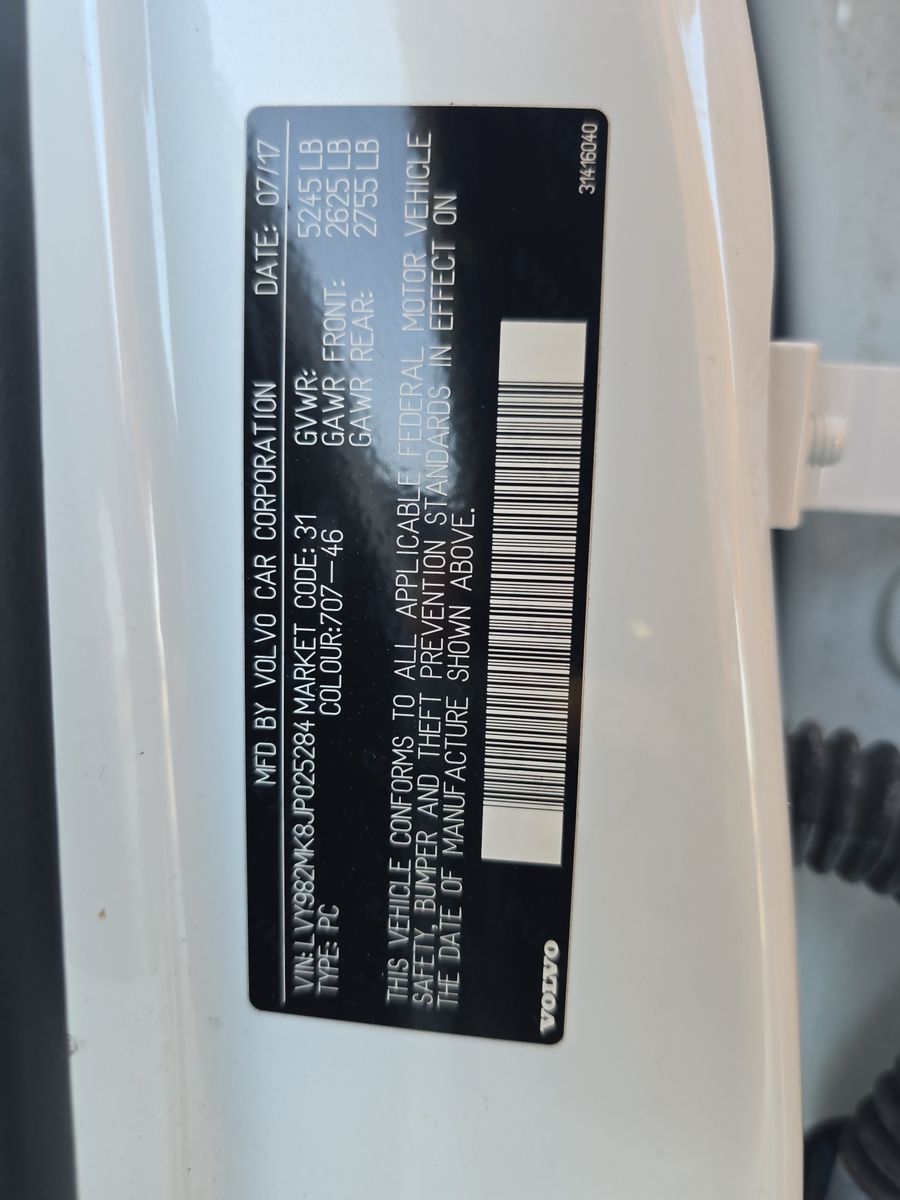 MFD BY VOLVO CAR CORPORATION DATE: 07/17
VIN: LVY982MK8JP025284 MARKET CODE: 31 GVWR: 5245 LB
TYPE: PC COLOUR:707-46 GAWR FRONT: 2625 LB
GAWR REAR: 2755 LB
THIS VEHICLE CONFORMS TO ALL APPLICABLE FEDERAL MOTOR VEHICLE
SAFETY, BUMPER AND THEFT PREVENTION STANDARDS IN EFFECT ON
THE DATE OF MANUFACTURE SHOWN ABOVE.
VOLVO 31416040